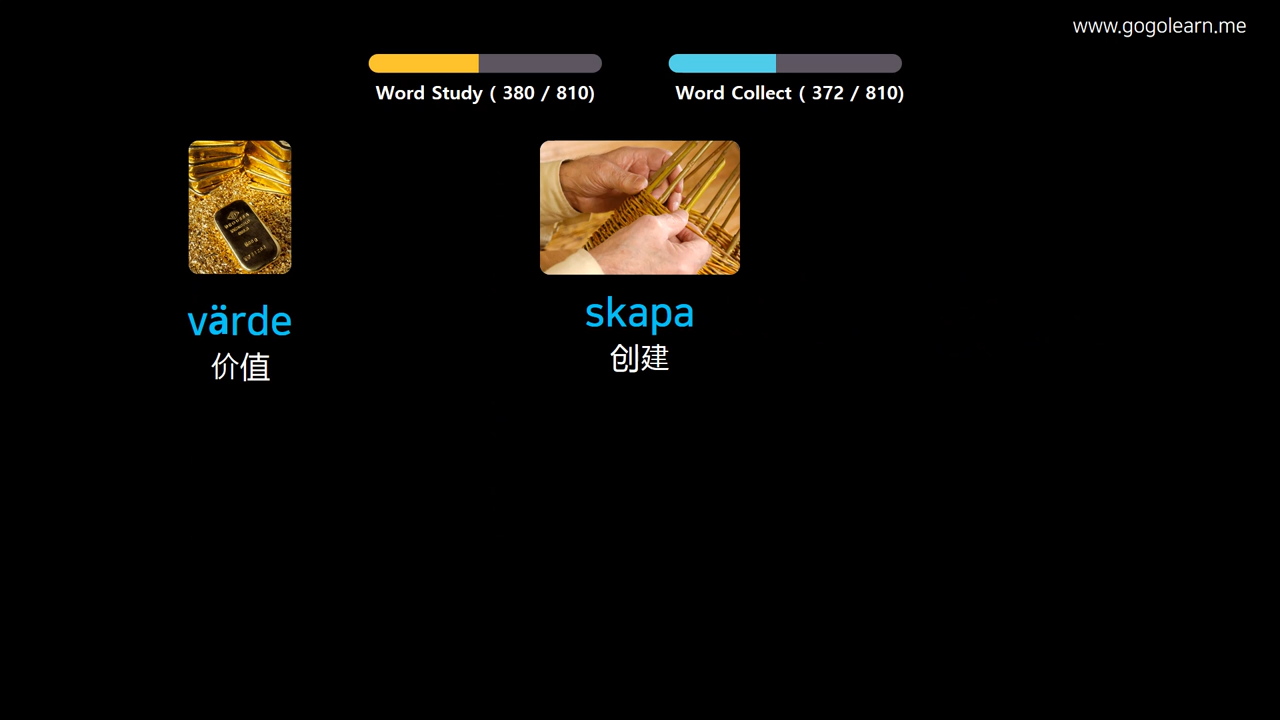 www.gogolearn.me
Word Study ( 380 / 810)
Word Collect ( 372 / 810)
värde
价值
skapa
创建